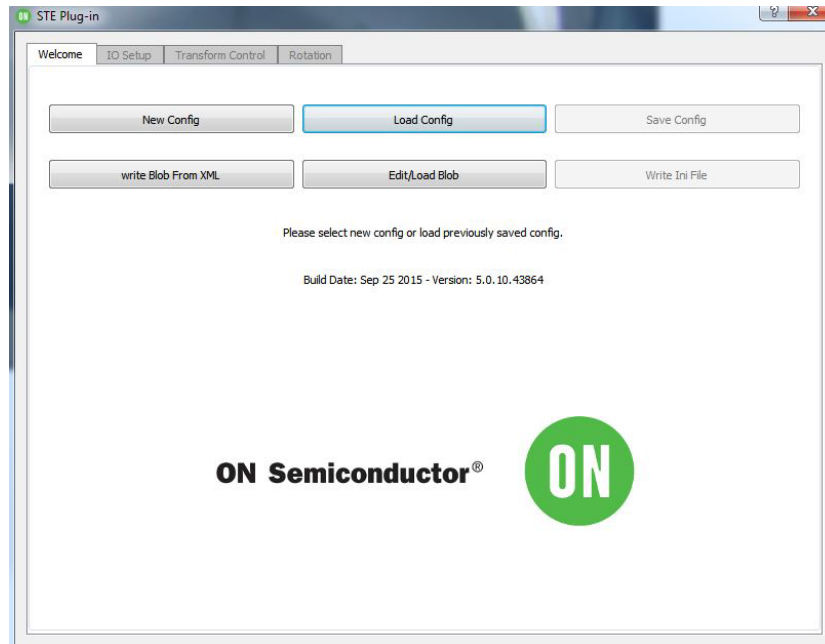 ON STE Plug-in ? X
Welcome IO Setup Transform Control Rotation
New Config Load Config Save Config
write Blob From XML Edit/Load Blob Write Ini File
Please select new config or load previously saved config.
Build Date: Sep 25 2015 - Version: 5.0.10.43864
ON Semiconductor® ON